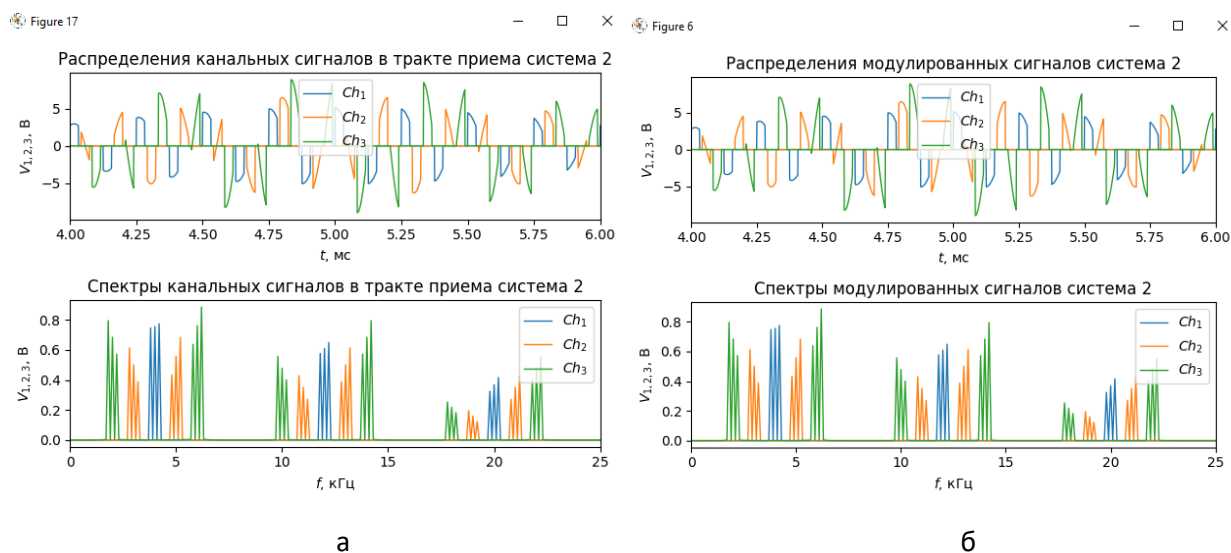 Figure 17
Распределения канальных сигналов в тракте приема система 2
5
0
−5
V1,2,3, В
Ch1
Ch2
Ch3
4.00 4.25 4.50 4.75 5.00 5.25 5.50 5.75 6.00
t, мс
Спектры канальных сигналов в тракте приема система 2
0.8
0.6
0.4
0.2
0.0
V1,2,3, В
Ch1
Ch2
Ch3
0 5 10 15 20 25
f, кГц
а
Figure 6
Распределения модулированных сигналов система 2
5
0
−5
V1,2,3, В
Ch1
Ch2
Ch3
4.00 4.25 4.50 4.75 5.00 5.25 5.50 5.75 6.00
t, мс
Спектры модулированных сигналов система 2
0.8
0.6
0.4
0.2
0.0
V1,2,3, В
Ch1
Ch2
Ch3
0 5 10 15 20 25
f, кГц
б